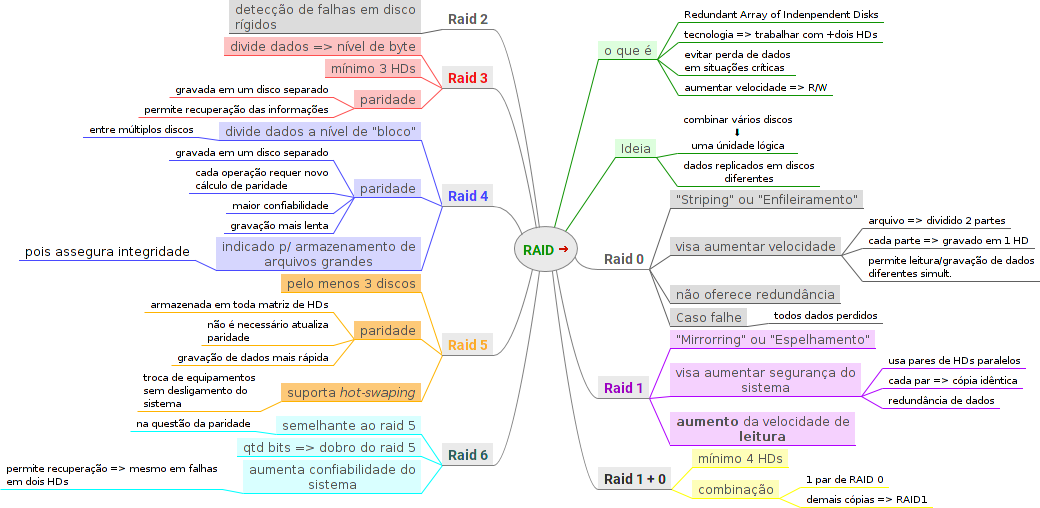 RAID →
o que é
Redundant Array of Indenpendent Disks
tecnologia => trabalhar com +dois HDs
evitar perda de dados
em situações críticas
aumentar velocidade => R/W
Ideia
combinar vários discos
⬇
uma únidade lógica
dados replicados em discos
diferentes
Raid 0
"Striping" ou "Enfileiramento"
visa aumentar velocidade
arquivo => dividido 2 partes
cada parte => gravado em 1 HD
permite leitura/gravação de dados
diferentes simult.
não oferece redundância
Caso falhe
todos dados perdidos
Raid 1
"Mirrorring" ou "Espelhamento"
visa aumentar segurança do
sistema
usa pares de HDs paralelos
cada par => cópia idêntica
redundância de dados
aumento da velocidade de
leitura
Raid 1 + 0
mínimo 4 HDs
combinação
1 par de RAID 0
demais cópias => RAID1
Raid 2
detecção de falhas em disco
rígidos
Raid 3
divide dados => nível de byte
mínimo 3 HDs
paridade
gravada em um disco separado
permite recuperação das informações
Raid 4
divide dados a nível de "bloco"
entre múltiplos discos
paridade
gravada em um disco separado
cada operação requer novo
cálculo de paridade
maior confiabilidade
gravação mais lenta
indicado p/ armazenamento de
arquivos grandes
pois assegura integridade
Raid 5
pelo menos 3 discos
paridade
armazenada em toda matriz de HDs
não é necessário atualiza
paridade
gravação de dados mais rápida
suporta hot-swaping
troca de equipamentos
sem desligamento do
sistema
Raid 6
semelhante ao raid 5
na questão da paridade
qtd bits => dobro do raid 5
aumenta confiabilidade do
sistema
permite recuperação => mesmo em falhas
em dois HDs